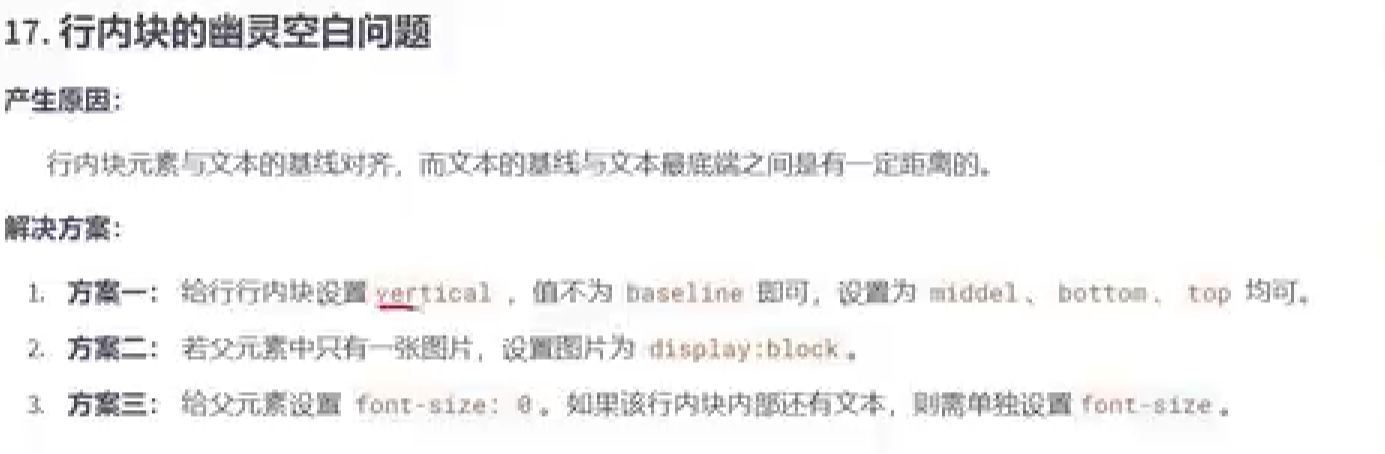 17. 行内块的幽灵空白问题
产生原因：
行内块元素与文本的基线对齐，而文本的基线与文本最底端之间是有一定距离的。
解决方案：
1. 方案一： 给行行内块设置 vertical ，值不为 baseline 即可，设置为 middel 、 bottom 、 top 均可。
2. 方案二： 若父元素中只有一张图片，设置图片为 display:block 。
3. 方案三： 给父元素设置 font-size: 0 。如果该行内块内部还有文本，则需单独设置 font-size 。